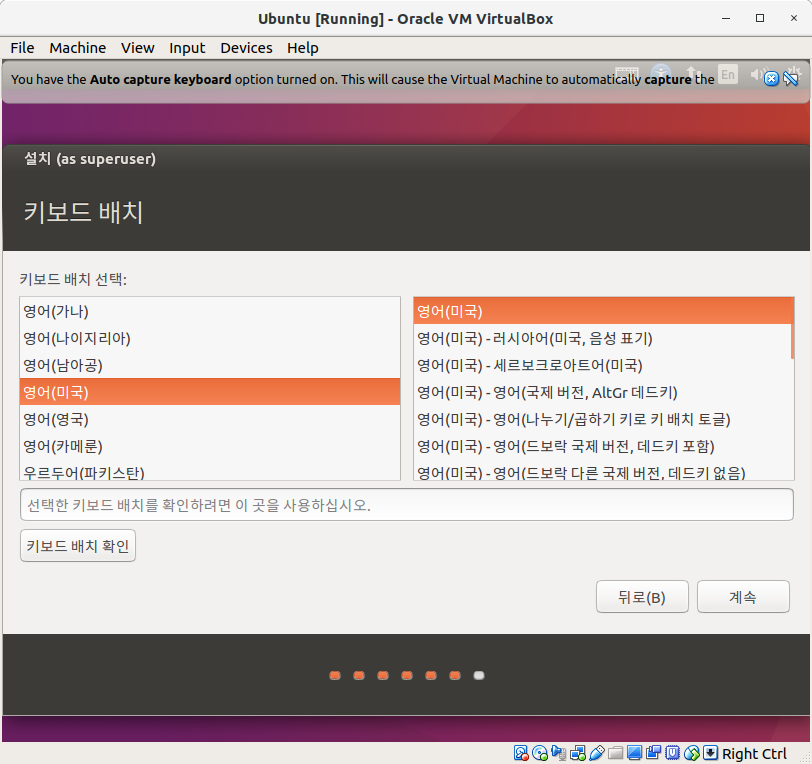 Ubuntu [Running] - Oracle VM VirtualBox
File Machine View Input Devices Help
You have the Auto capture keyboard option turned on. This will cause the Virtual Machine to automatically capture the
En
설치 (as superuser)
키보드 배치
키보드 배치 선택:
영어(가나)
영어(나이지리아)
영어(남아공)
영어(미국)
영어(영국)
영어(카메룬)
우르두어(파키스탄)
영어(미국)
영어(미국) - 러시아어(미국, 음성 표기)
영어(미국) - 세르보크로아트어(미국)
영어(미국) - 영어(국제 버전, AltGr 데드키)
영어(미국) - 영어(나누기/곱하기 키로 키 배치 토글)
영어(미국) - 영어(드보락 국제 버전, 데드키 포함)
영어(미국) - 영어(드보락 다른 국제 버전, 데드키 없음)
선택한 키보드 배치를 확인하려면 이 곳을 사용하십시오.
키보드 배치 확인
뒤로(B)
계속
Right Ctrl